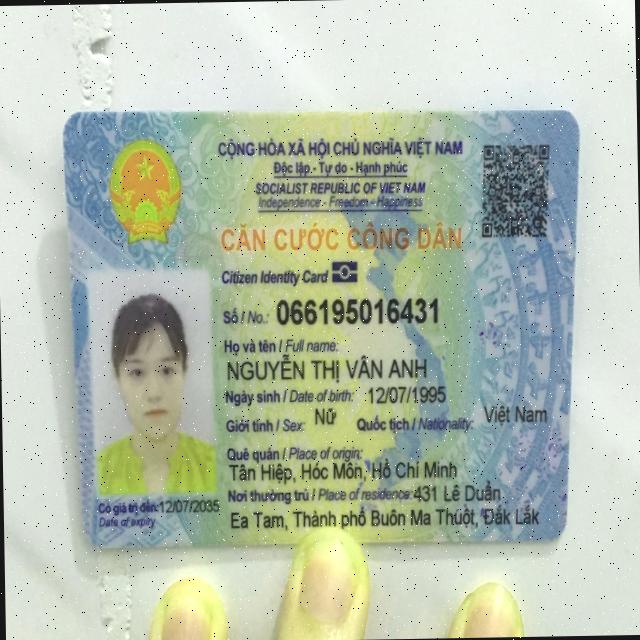 CỘNG HÒA XÃ HỘI CHỦ NGHĨA VIỆT NAM
Độc lập - Tự do - Hạnh phúc
SOCIALIST REPUBLIC OF VIET NAM
Independence - Freedom - Happiness
CĂN CƯỚC CÔNG DÂN
Citizen Identity Card
Số / No.: 066195016431
Họ và tên / Full name:
NGUYỄN THỊ VÂN ANH
Ngày sinh / Date of birth: 12/07/1995
Giới tính / Sex: Nữ Quốc tịch / Nationality: Việt Nam
Quê quán / Place of origin:
Tân Hiệp, Hóc Môn, Hồ Chí Minh
Nơi thường trú / Place of residence: 431 Lê Duẩn
Ea Tam, Thành phố Buôn Ma Thuột, Đắk Lắk
Có giá trị đến: 12/07/2035
Date of expiry